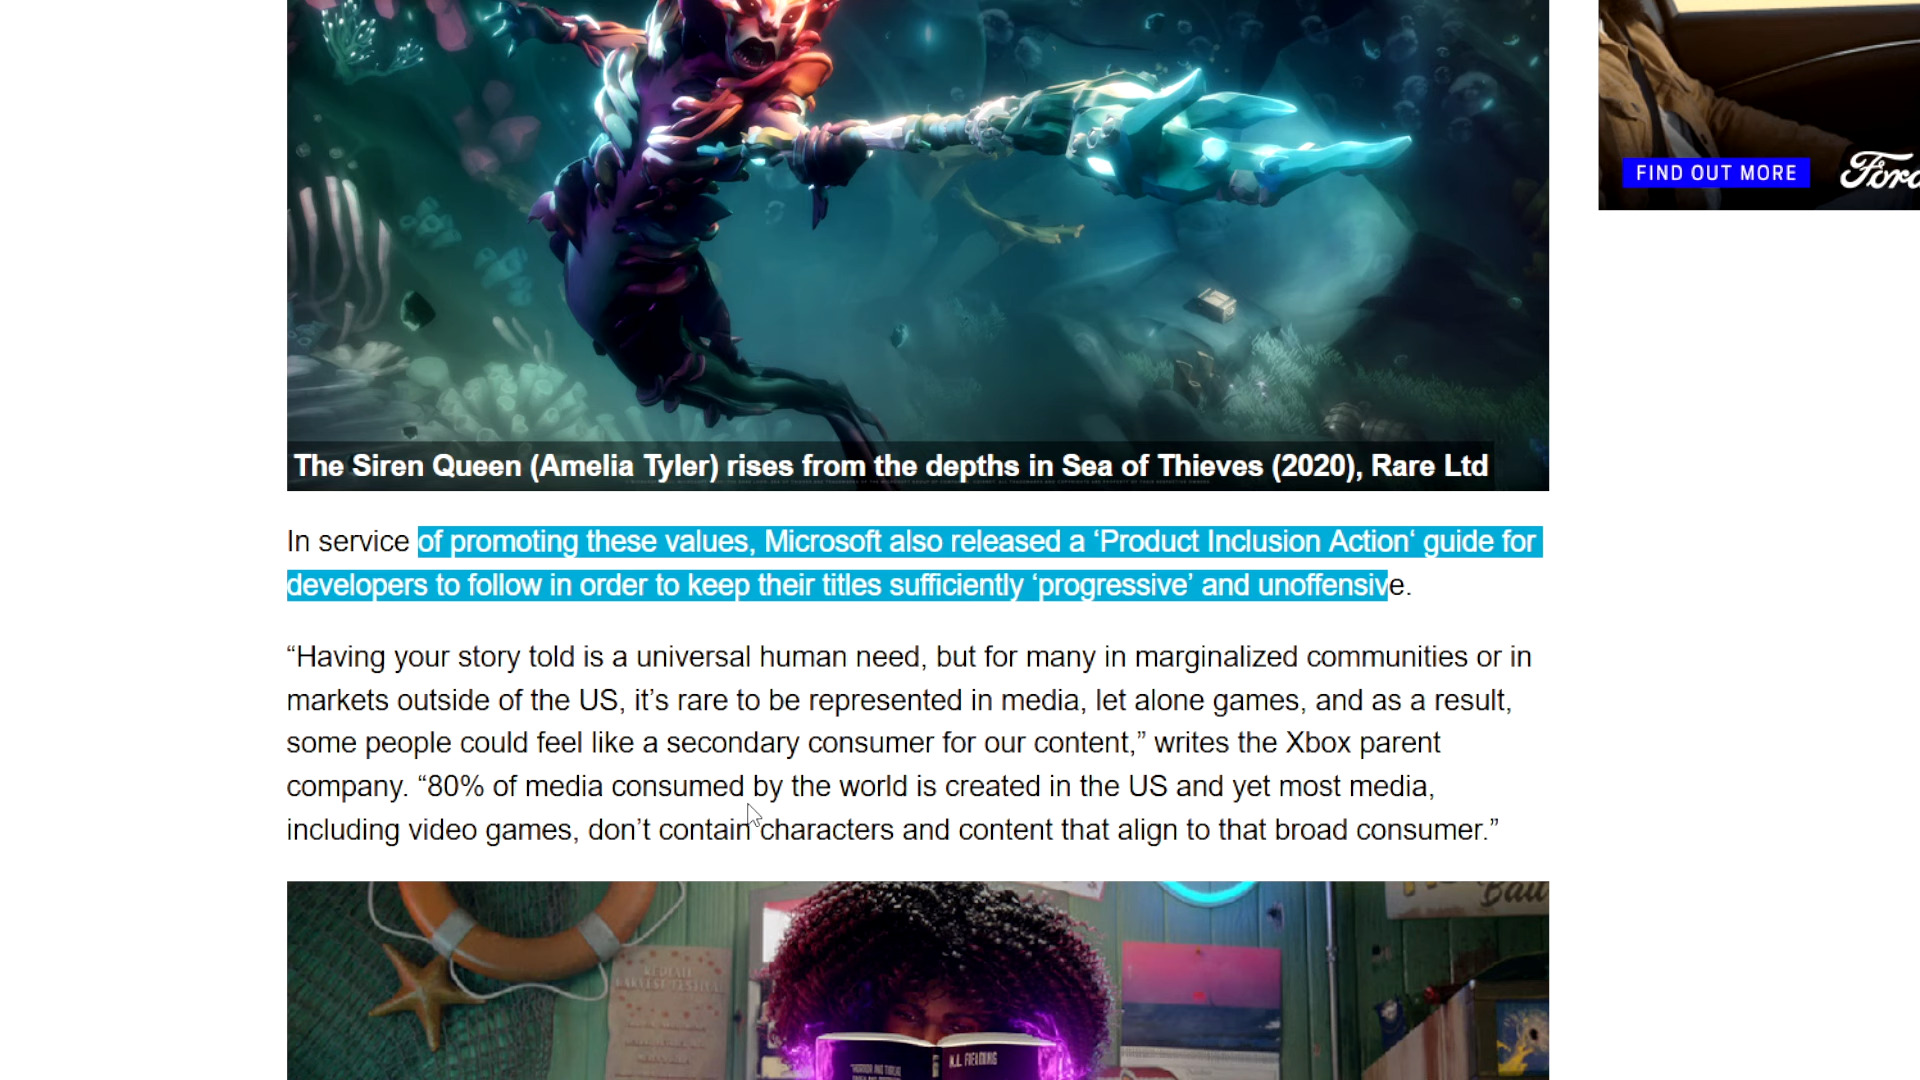 FIND OUT MORE
Ford
The Siren Queen (Amelia Tyler) rises from the depths in Sea of Thieves (2020), Rare Ltd
In service of promoting these values, Microsoft also released a ‘Product Inclusion Action‘ guide for
developers to follow in order to keep their titles sufficiently ‘progressive’ and unoffensive.
“Having your story told is a universal human need, but for many in marginalized communities or in
markets outside of the US, it’s rare to be represented in media, let alone games, and as a result,
some people could feel like a secondary consumer for our content,” writes the Xbox parent
company. “80% of media consumed by the world is created in the US and yet most media,
including video games, don’t contain characters and content that align to that broad consumer.”
Bait
HARVEST FESTIVAL
N.L. FIELDING